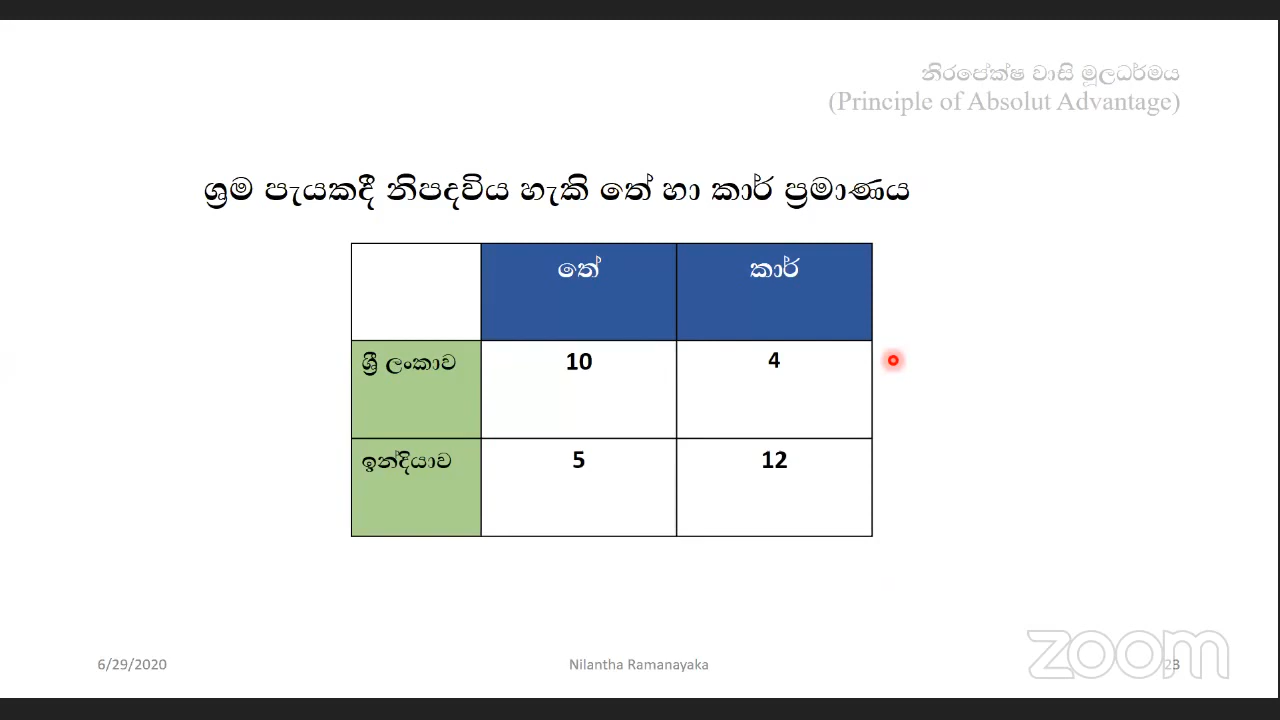 නිරපේක්ෂ වාසි මූලධර්මය
(Principle of Absolut Advantage)
ශ්‍රම පැයකදී නිපදවිය හැකි තේ හා කාර් ප්‍රමාණය
තේ කාර්
ශ්‍රී ලංකාව 10 4
ඉන්දියාව 5 12
6/29/2020 Nilantha Ramanayaka 23
zoom